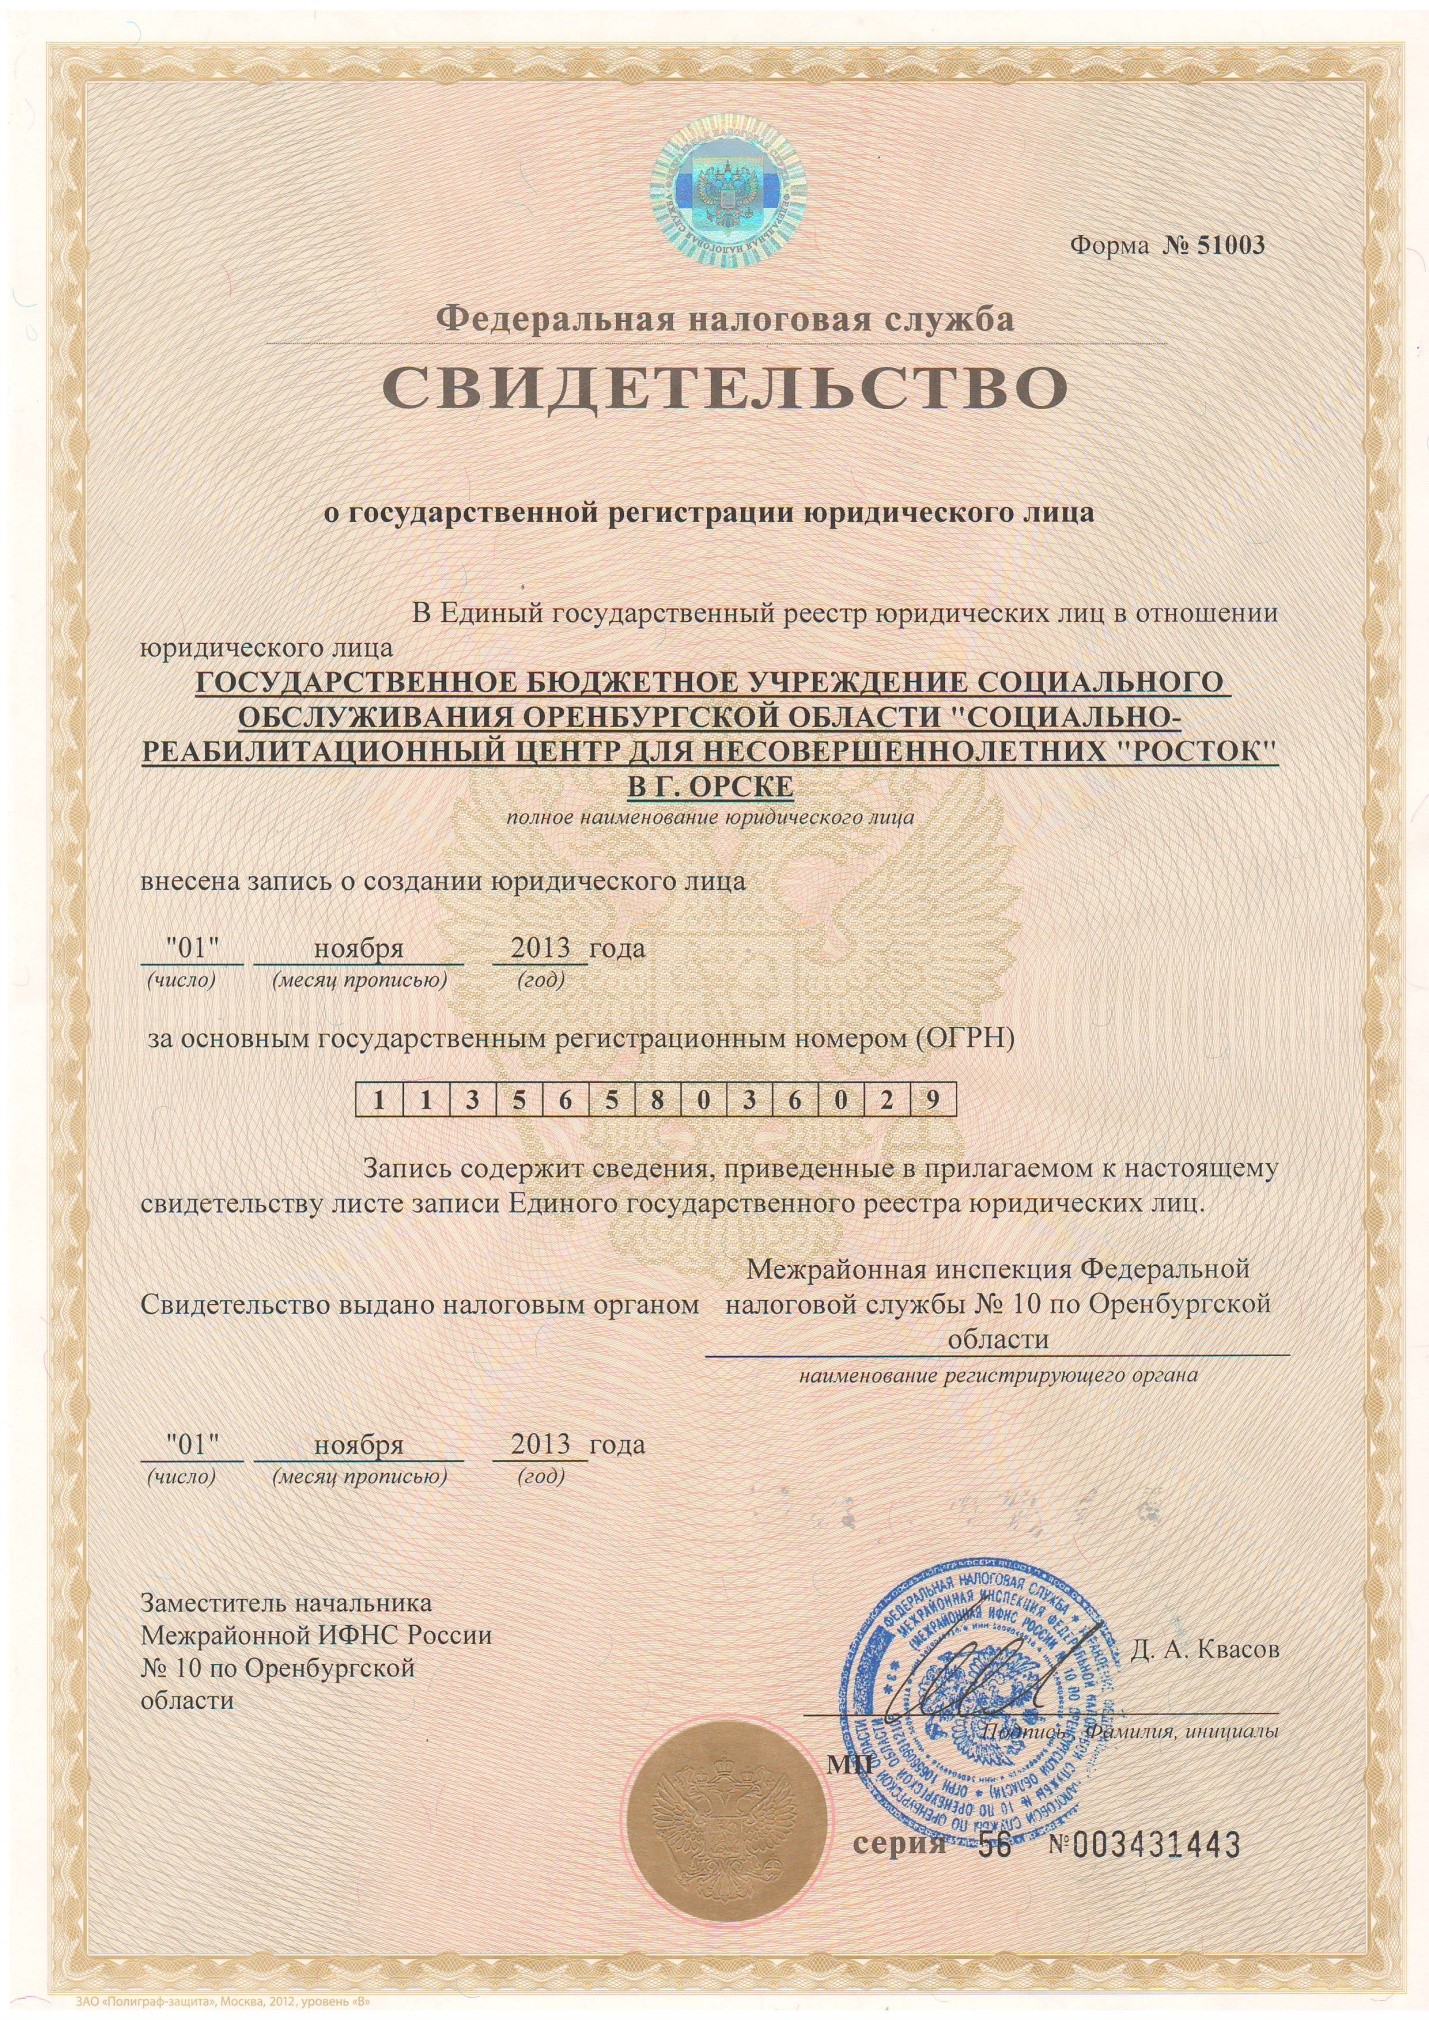 Форма № 51003
Федеральная налоговая служба
СВИДЕТЕЛЬСТВО
о государственной регистрации юридического лица
В Единый государственный реестр юридических лиц в отношении
юридического лица
ГОСУДАРСТВЕННОЕ БЮДЖЕТНОЕ УЧРЕЖДЕНИЕ СОЦИАЛЬНОГО
ОБСЛУЖИВАНИЯ ОРЕНБУРГСКОЙ ОБЛАСТИ "СОЦИАЛЬНО-
РЕАБИЛИТАЦИОННЫЙ ЦЕНТР ДЛЯ НЕСОВЕРШЕННОЛЕТНИХ "РОСТОК"
В Г. ОРСКЕ
полное наименование юридического лица
внесена запись о создании юридического лица
"01" ноября 2013 года
(число) (месяц прописью) (год)
за основным государственным регистрационным номером (ОГРН)
1 1 3 5 6 5 8 0 3 6 0 2 9
Запись содержит сведения, приведенные в прилагаемом к настоящему
свидетельству листе записи Единого государственного реестра юридических лиц.
Межрайонная инспекция Федеральной
Свидетельство выдано налоговым органом налоговой службы № 10 по Оренбургской
области
наименование регистрирующего органа
"01" ноября 2013 года
(число) (месяц прописью) (год)
Заместитель начальника
Межрайонной ИФНС России
№ 10 по Оренбургской
области
Д. А. Квасов
Подпись, Фамилия, инициалы
МП
серия 56 №003431443
ЗАО «Полиграф-защита», Москва, 2012, уровень «В»